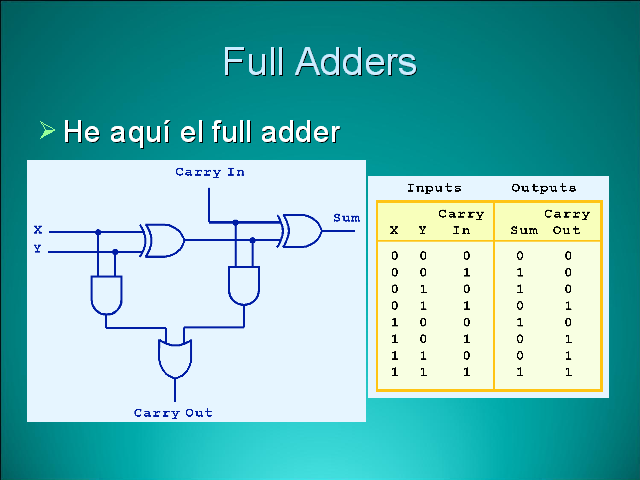 Full Adders
He aquí el full adder
Carry In
X
Y
Sum
Carry Out
Inputs Outputs
Carry Carry
X Y In Sum Out
0 0 0 0 0
0 0 1 1 0
0 1 0 1 0
0 1 1 0 1
1 0 0 1 0
1 0 1 0 1
1 1 0 0 1
1 1 1 1 1